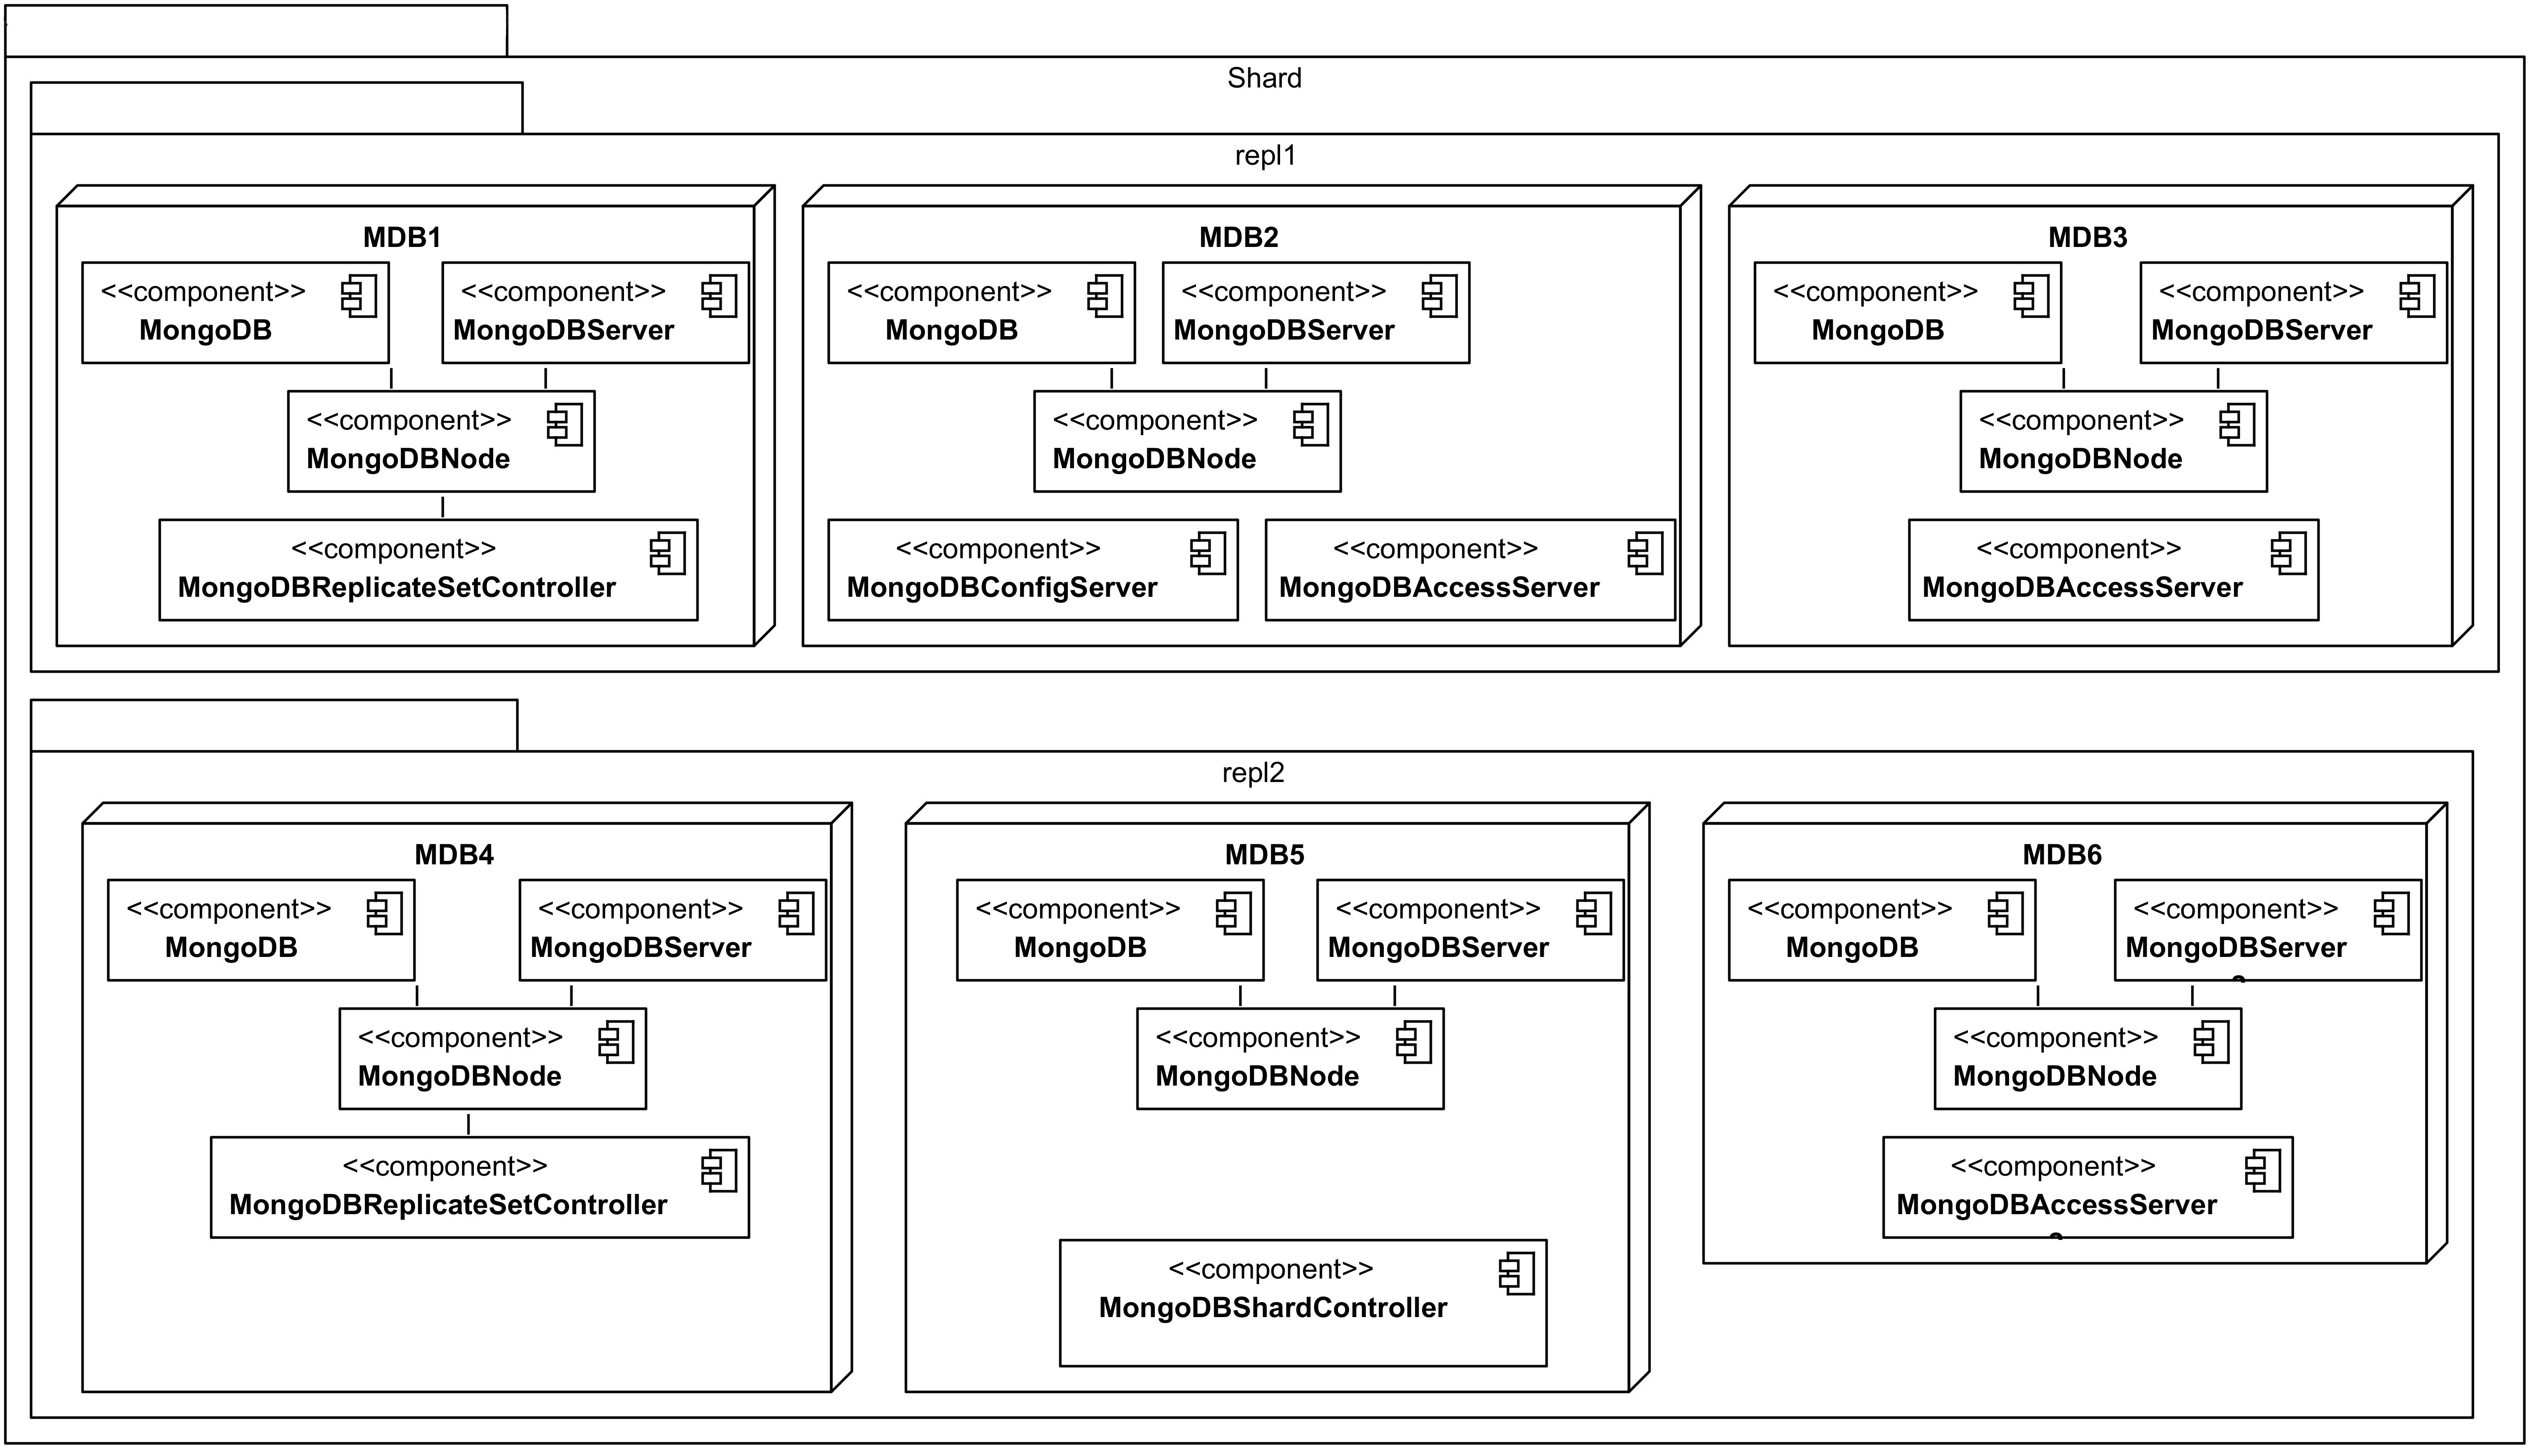 Shard
repl1
MDB1
<<component>>
MongoDB
<<component>>
MongoDBServer
<<component>>
MongoDBNode
<<component>>
MongoDBReplicateSetController
MDB2
<<component>>
MongoDB
<<component>>
MongoDBServer
<<component>>
MongoDBNode
<<component>>
MongoDBConfigServer
<<component>>
MongoDBAccessServer
MDB3
<<component>>
MongoDB
<<component>>
MongoDBServer
<<component>>
MongoDBNode
<<component>>
MongoDBAccessServer
repl2
MDB4
<<component>>
MongoDB
<<component>>
MongoDBServer
<<component>>
MongoDBNode
<<component>>
MongoDBReplicateSetController
MDB5
<<component>>
MongoDB
<<component>>
MongoDBServer
<<component>>
MongoDBNode
<<component>>
MongoDBShardController
MDB6
<<component>>
MongoDB
<<component>>
MongoDBServer
<<component>>
MongoDBNode
<<component>>
MongoDBAccessServer